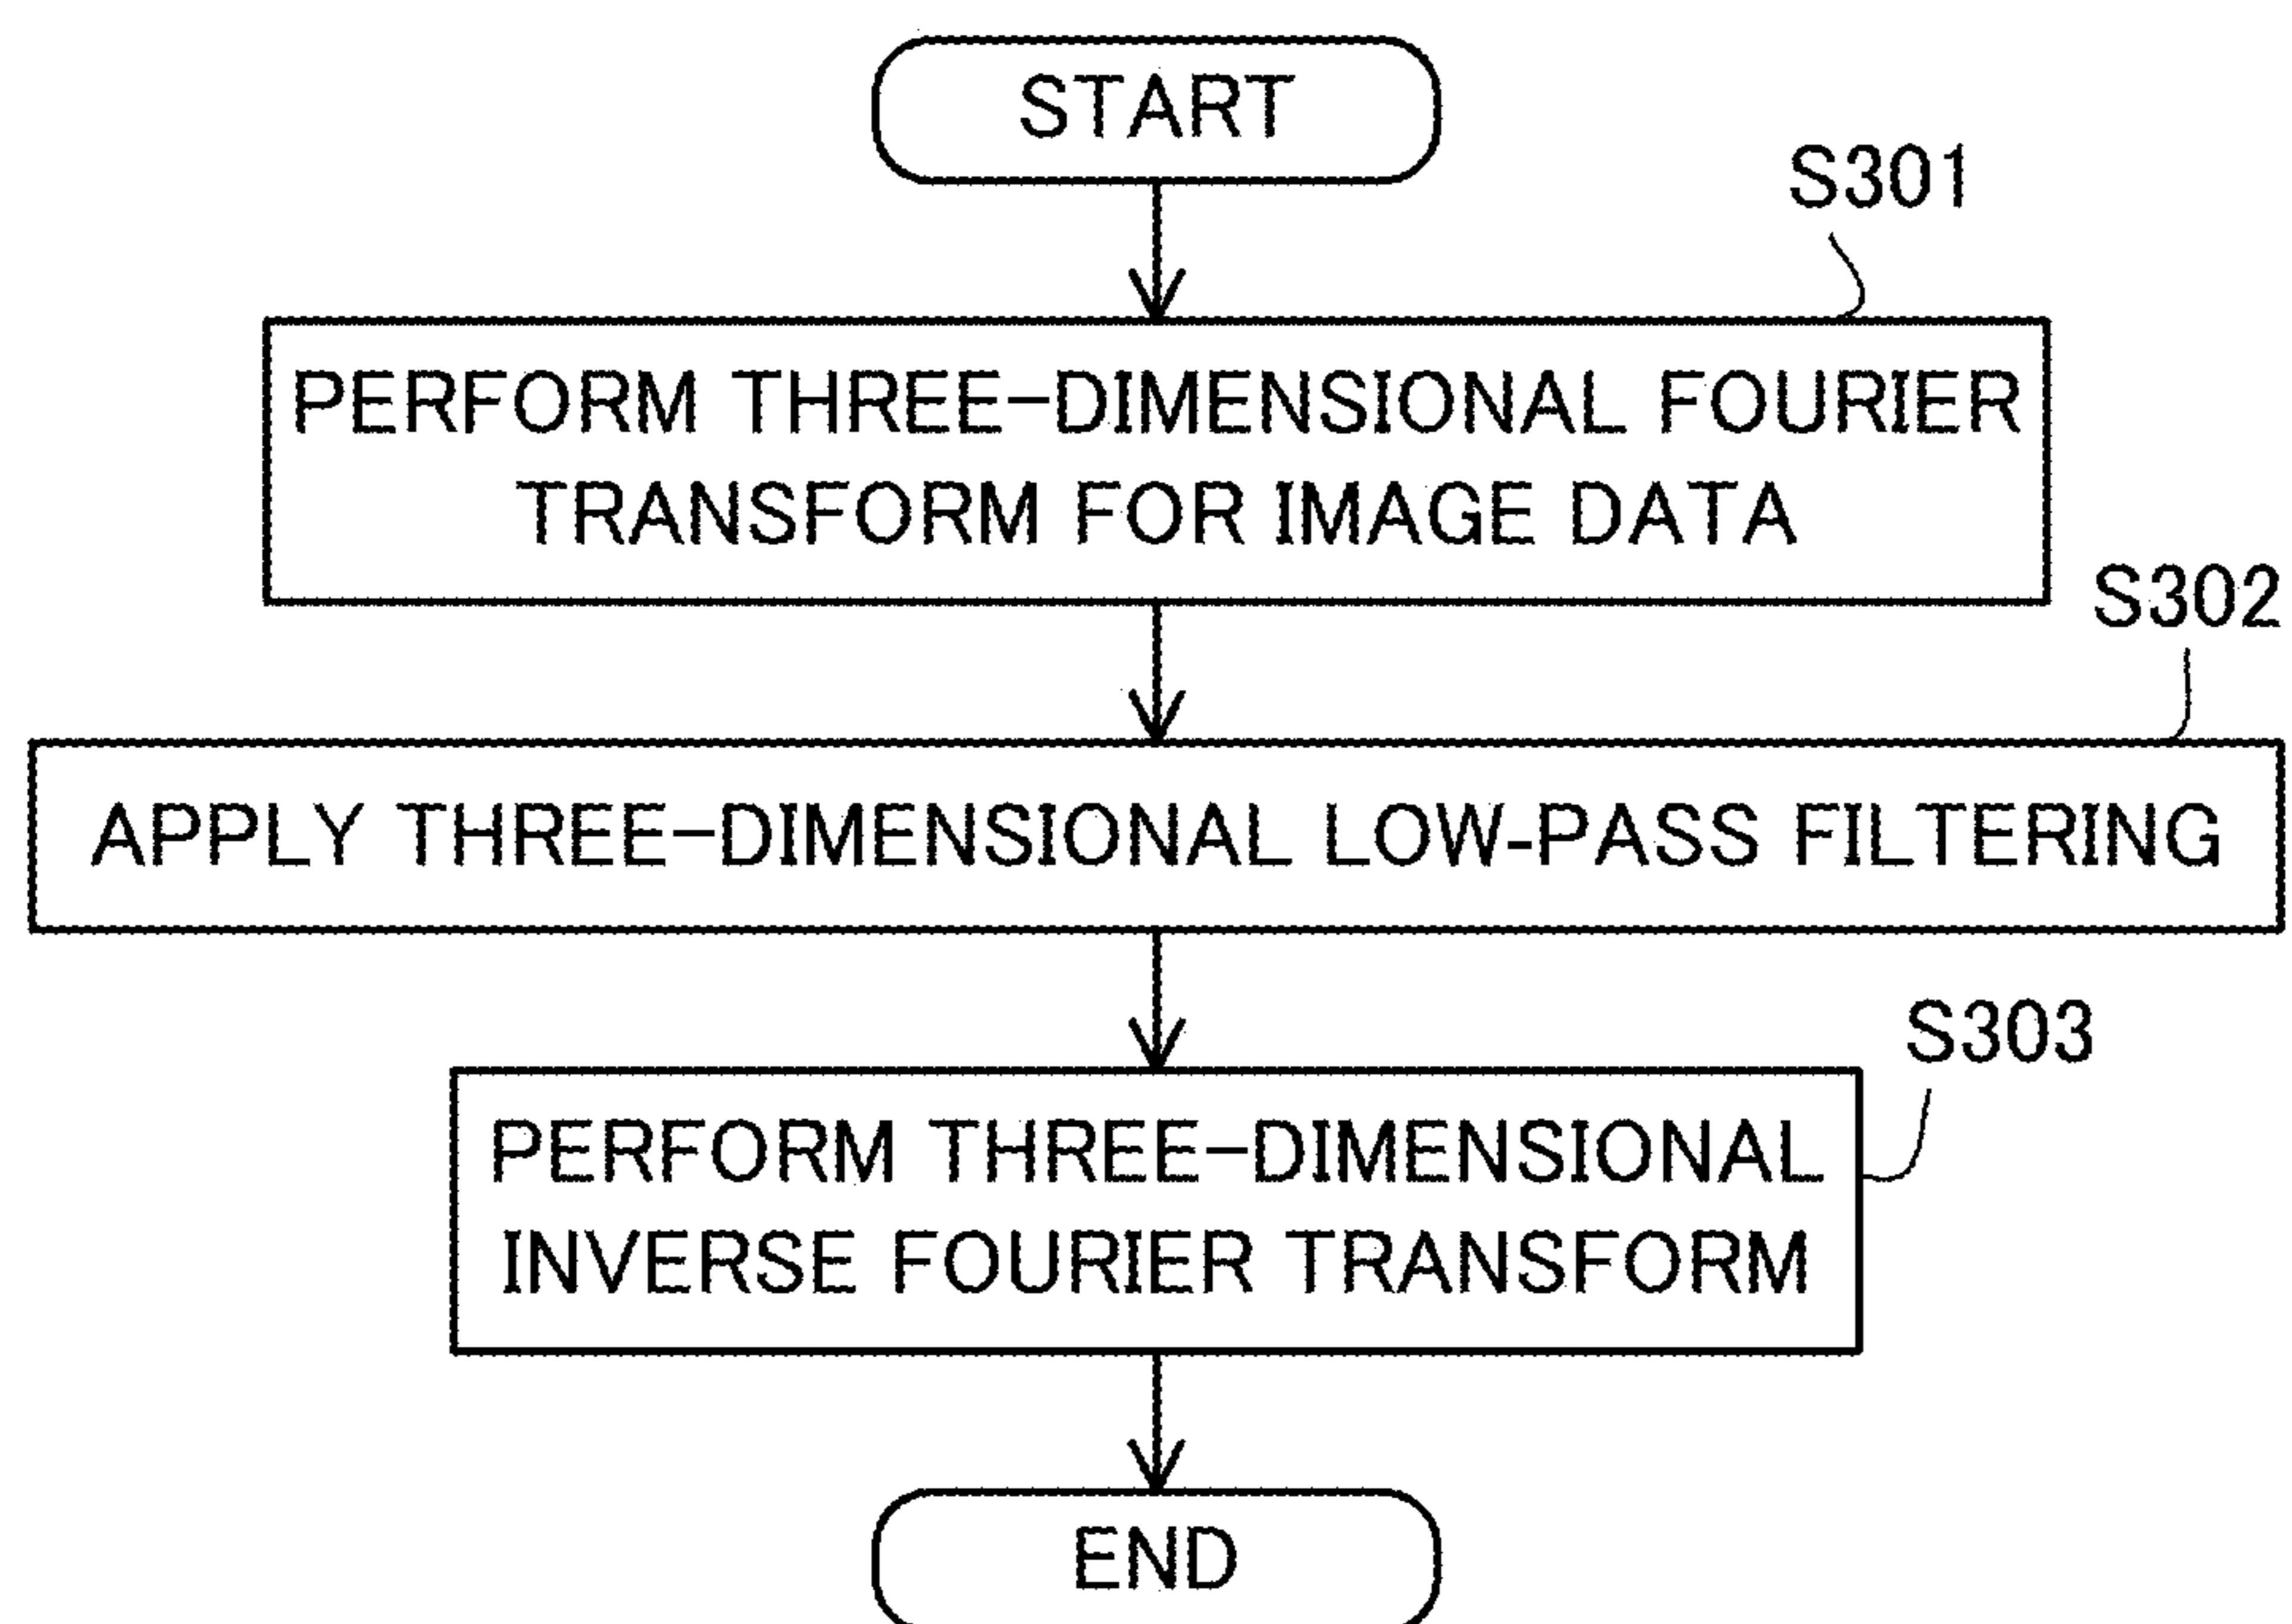 START
S301
PERFORM THREE-DIMENSIONAL FOURIER
TRANSFORM FOR IMAGE DATA
S302
APPLY THREE-DIMENSIONAL LOW-PASS FILTERING
S303
PERFORM THREE-DIMENSIONAL
INVERSE FOURIER TRANSFORM
END